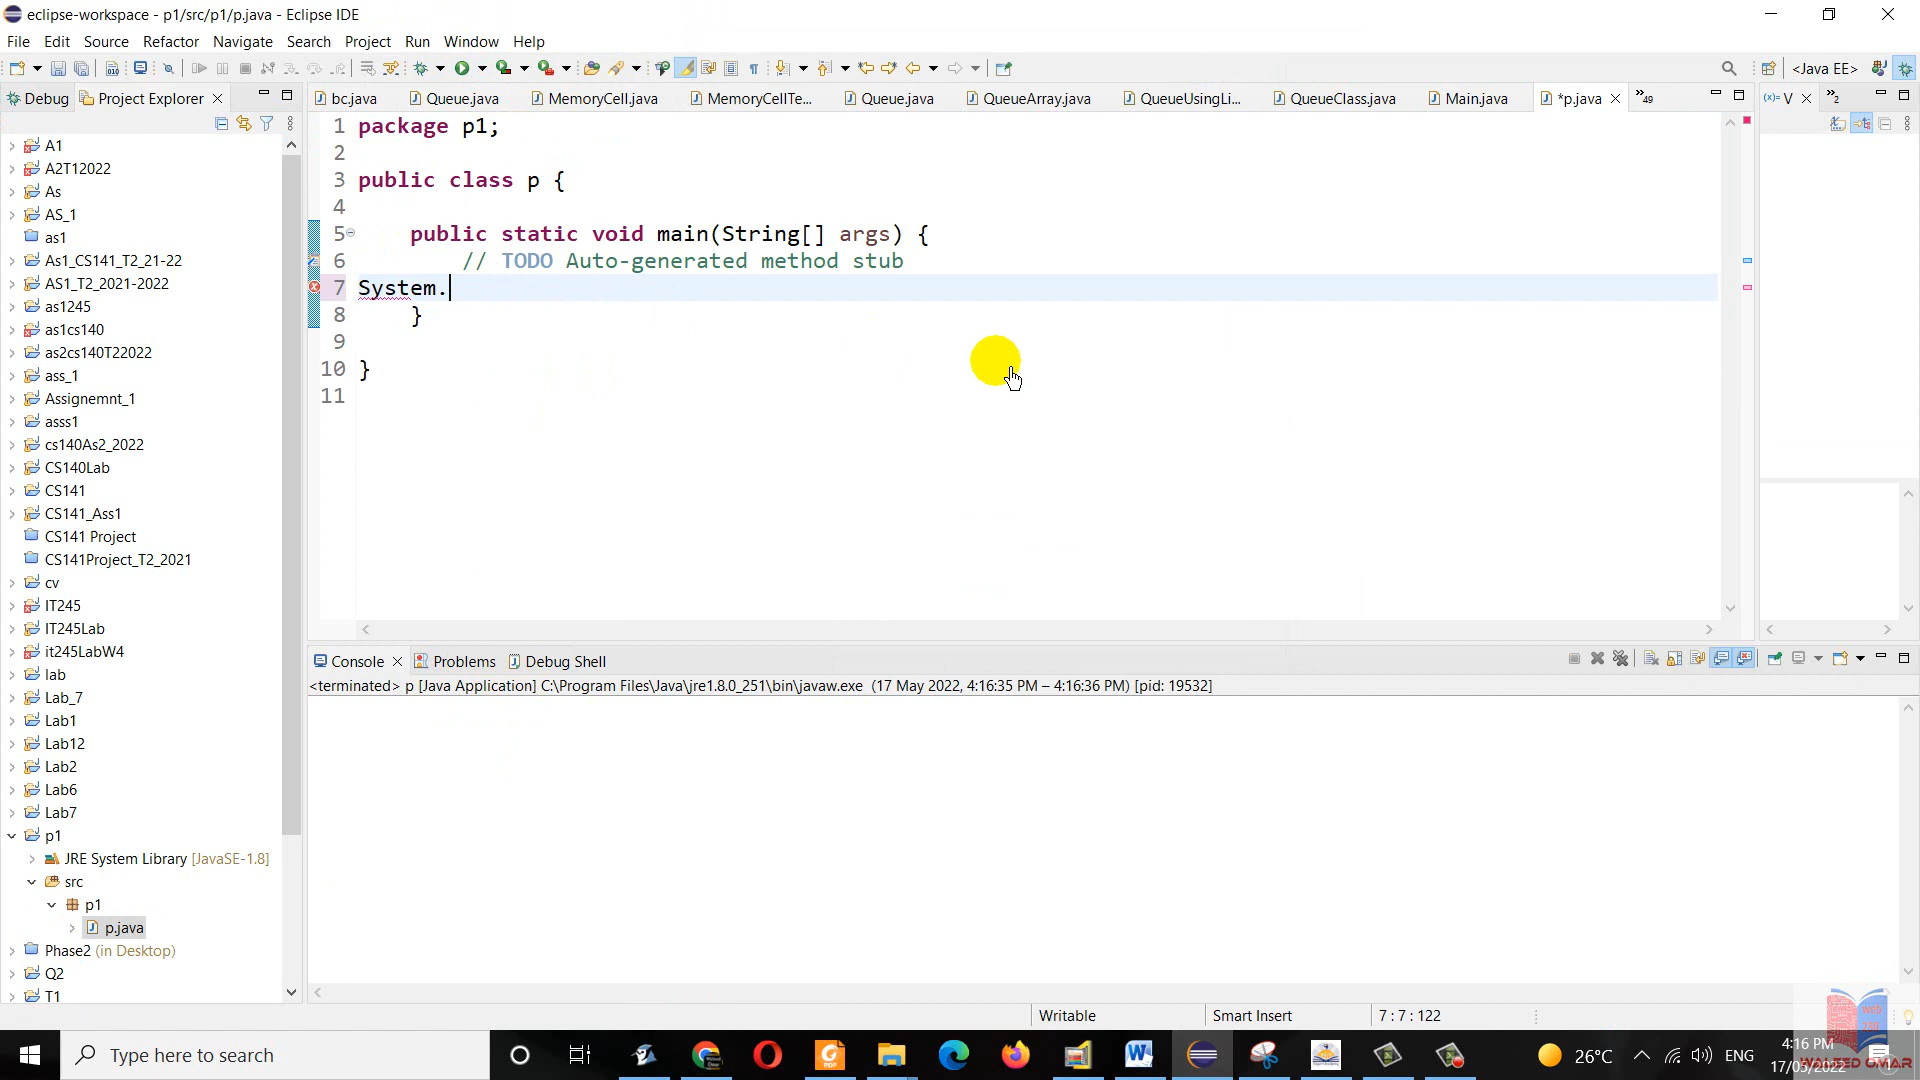 eclipse-workspace - p1/src/p1/p.java - Eclipse IDE
File Edit Source Refactor Navigate Search Project Run Window Help
<Java EE>
Debug Project Explorer
bc.java Queue.java MemoryCell.java MemoryCellTe... Queue.java QueueArray.java QueueUsingLi... QueueClass.java Main.java *p.java »49
(x)= V »2
A1
A2T12022
As
AS_1
as1
As1_CS141_T2_21-22
AS1_T2_2021-2022
as1245
as1cs140
as2cs140T22022
ass_1
Assignemnt_1
asss1
cs140As2_2022
CS140Lab
CS141
CS141_Ass1
CS141 Project
CS141Project_T2_2021
cv
IT245
IT245Lab
it245LabW4
lab
Lab_7
Lab1
Lab12
Lab2
Lab6
Lab7
p1
JRE System Library [JavaSE-1.8]
src
p1
p.java
Phase2 (in Desktop)
Q2
T1
1 package p1;
2
3 public class p {
4
5 public static void main(String[] args) {
6 // TODO Auto-generated method stub
7 System.
8 }
9
10 }
11
Console Problems Debug Shell
<terminated> p [Java Application] C:\Program Files\Java\jre1.8.0_251\bin\javaw.exe (17 May 2022, 4:16:35 PM – 4:16:36 PM) [pid: 19532]
Writable Smart Insert 7 : 7 : 122
Type here to search
26°C ENG 4:16 PM
17/05/2022
WALEED OMAR